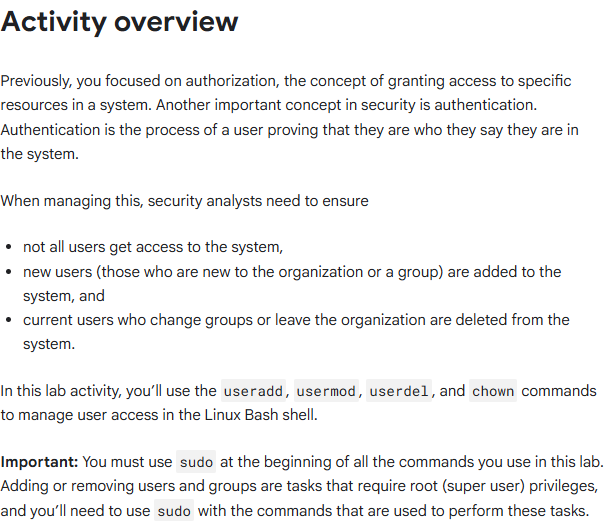 Activity overview
Previously, you focused on authorization, the concept of granting access to specific
resources in a system. Another important concept in security is authentication.
Authentication is the process of a user proving that they are who they say they are in
the system.
When managing this, security analysts need to ensure
• not all users get access to the system,
• new users (those who are new to the organization or a group) are added to the
system, and
• current users who change groups or leave the organization are deleted from the
system.
In this lab activity, you’ll use the useradd, usermod, userdel, and chown commands
to manage user access in the Linux Bash shell.
Important: You must use sudo at the beginning of all the commands you use in this lab.
Adding or removing users and groups are tasks that require root (super user) privileges,
and you’ll need to use sudo with the commands that are used to perform these tasks.